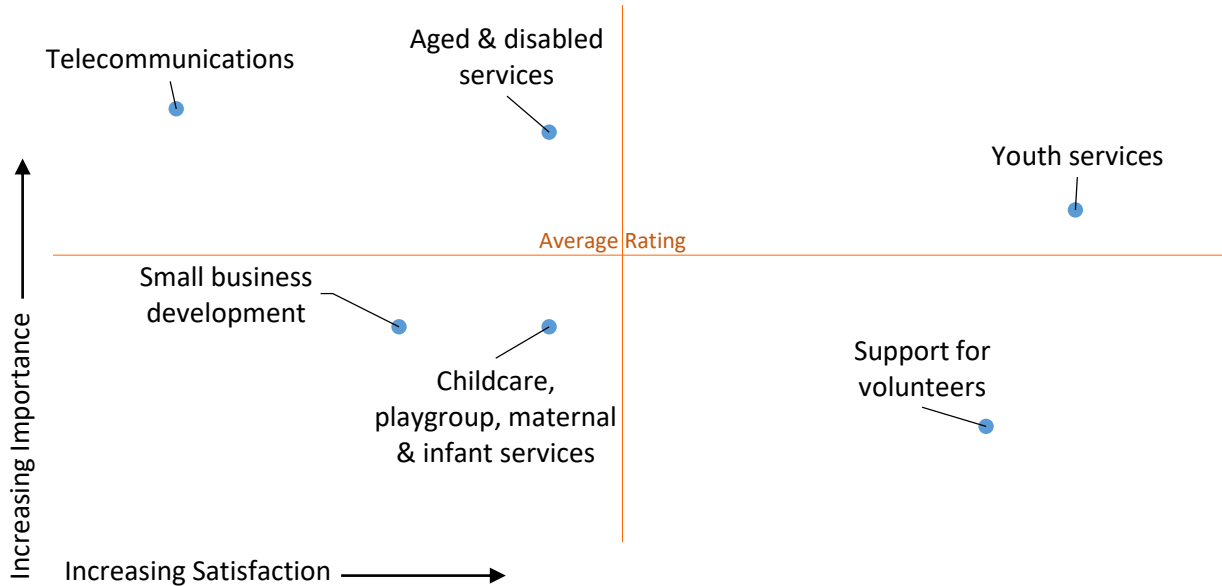 Telecommunications
Aged & disabled
services
Youth services
Average Rating
Small business
development
Childcare,
playgroup, maternal
& infant services
Support for
volunteers
Increasing Importance
Increasing Satisfaction